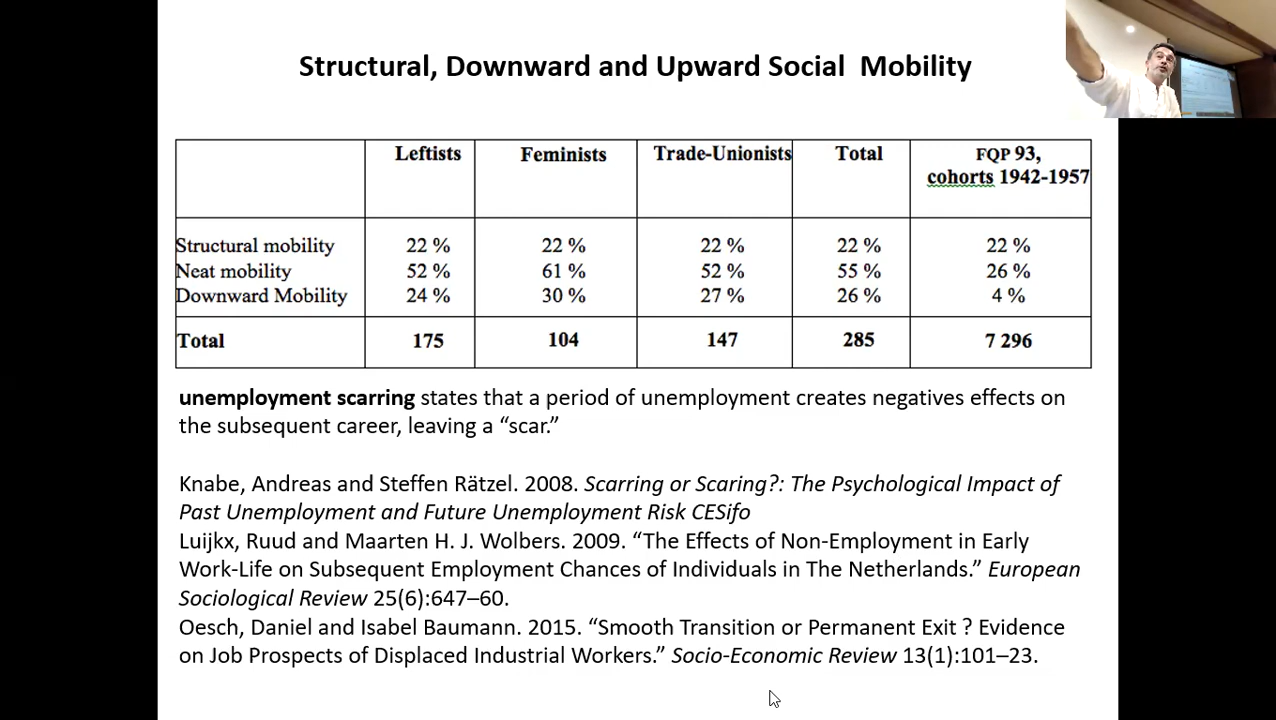 Structural, Downward and Upward Social Mobility
Leftists Feminists Trade-Unionists Total FQP 93,
cohorts 1942-1957
Structural mobility 22 % 22 % 22 % 22 % 22 %
Neat mobility 52 % 61 % 52 % 55 % 26 %
Downward Mobility 24 % 30 % 27 % 26 % 4 %
Total 175 104 147 285 7 296
unemployment scarring states that a period of unemployment creates negatives effects on
the subsequent career, leaving a “scar.”
Knabe, Andreas and Steffen Rätzel. 2008. Scarring or Scaring?: The Psychological Impact of
Past Unemployment and Future Unemployment Risk CESifo
Luijkx, Ruud and Maarten H. J. Wolbers. 2009. “The Effects of Non-Employment in Early
Work-Life on Subsequent Employment Chances of Individuals in The Netherlands.” European
Sociological Review 25(6):647–60.
Oesch, Daniel and Isabel Baumann. 2015. “Smooth Transition or Permanent Exit ? Evidence
on Job Prospects of Displaced Industrial Workers.” Socio-Economic Review 13(1):101–23.